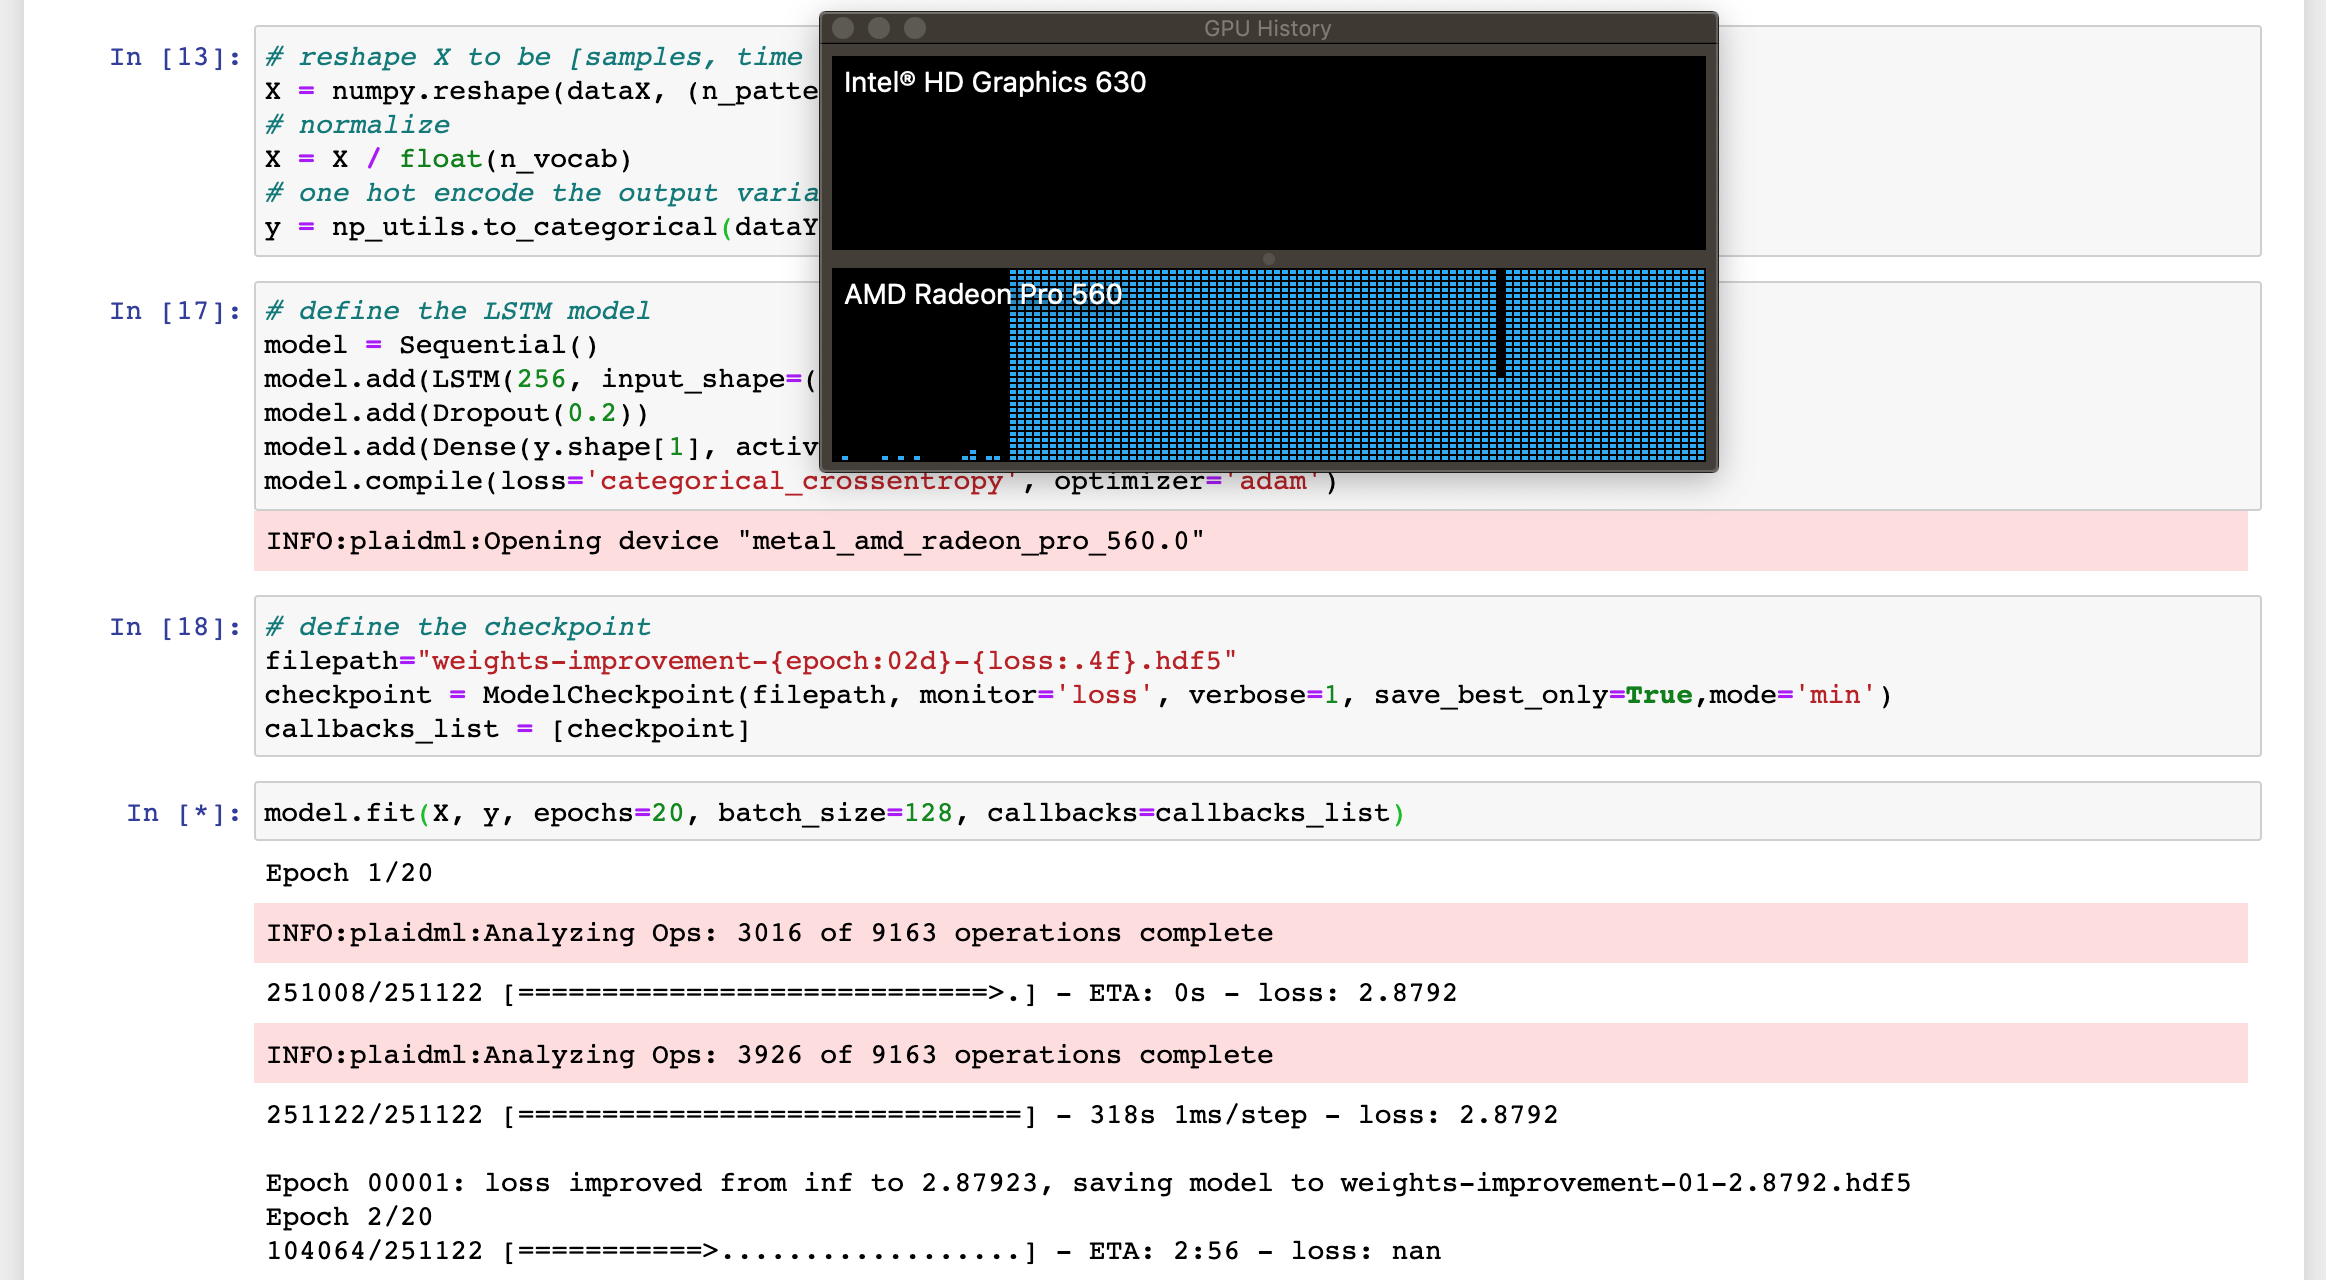 GPU History
Intel® HD Graphics 630
AMD Radeon Pro 560
In [13]:
# reshape X to be [samples, time
X = numpy.reshape(dataX, (n_patte
# normalize
X = X / float(n_vocab)
# one hot encode the output varia
y = np_utils.to_categorical(dataY
In [17]:
# define the LSTM model
model = Sequential()
model.add(LSTM(256, input_shape=(
model.add(Dropout(0.2))
model.add(Dense(y.shape[1], activ
model.compile(loss='categorical_crossentropy', optimizer='adam')
INFO:plaidml:Opening device "metal_amd_radeon_pro_560.0"
In [18]:
# define the checkpoint
filepath="weights-improvement-{epoch:02d}-{loss:.4f}.hdf5"
checkpoint = ModelCheckpoint(filepath, monitor='loss', verbose=1, save_best_only=True,mode='min')
callbacks_list = [checkpoint]
In [*]:
model.fit(X, y, epochs=20, batch_size=128, callbacks=callbacks_list)
Epoch 1/20
INFO:plaidml:Analyzing Ops: 3016 of 9163 operations complete
251008/251122 [============================>.] - ETA: 0s - loss: 2.8792
INFO:plaidml:Analyzing Ops: 3926 of 9163 operations complete
251122/251122 [==============================] - 318s 1ms/step - loss: 2.8792
Epoch 00001: loss improved from inf to 2.87923, saving model to weights-improvement-01-2.8792.hdf5
Epoch 2/20
104064/251122 [===========>..................] - ETA: 2:56 - loss: nan